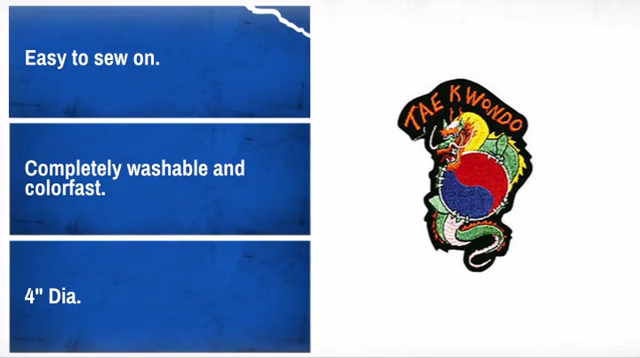 Easy to sew on.
Completely washable and
colorfast.
4" Dia.
TAE KWONDO